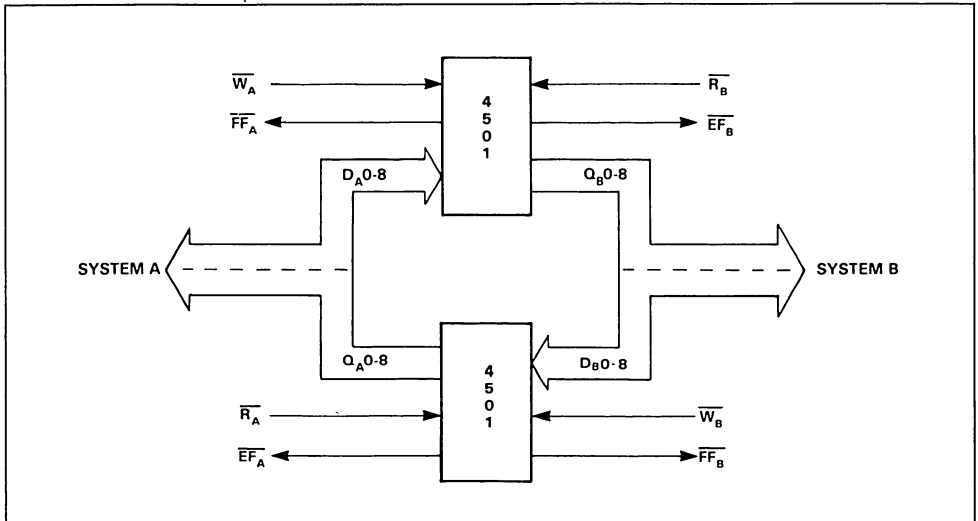 W̅A̅
R̅B̅
F̅F̅A̅
E̅F̅B̅
4
5
0
1
DA0-8
QB0-8
SYSTEM A
SYSTEM B
QA0-8
DB0-8
4
5
0
1
R̅A̅
W̅B̅
E̅F̅A̅
F̅F̅B̅